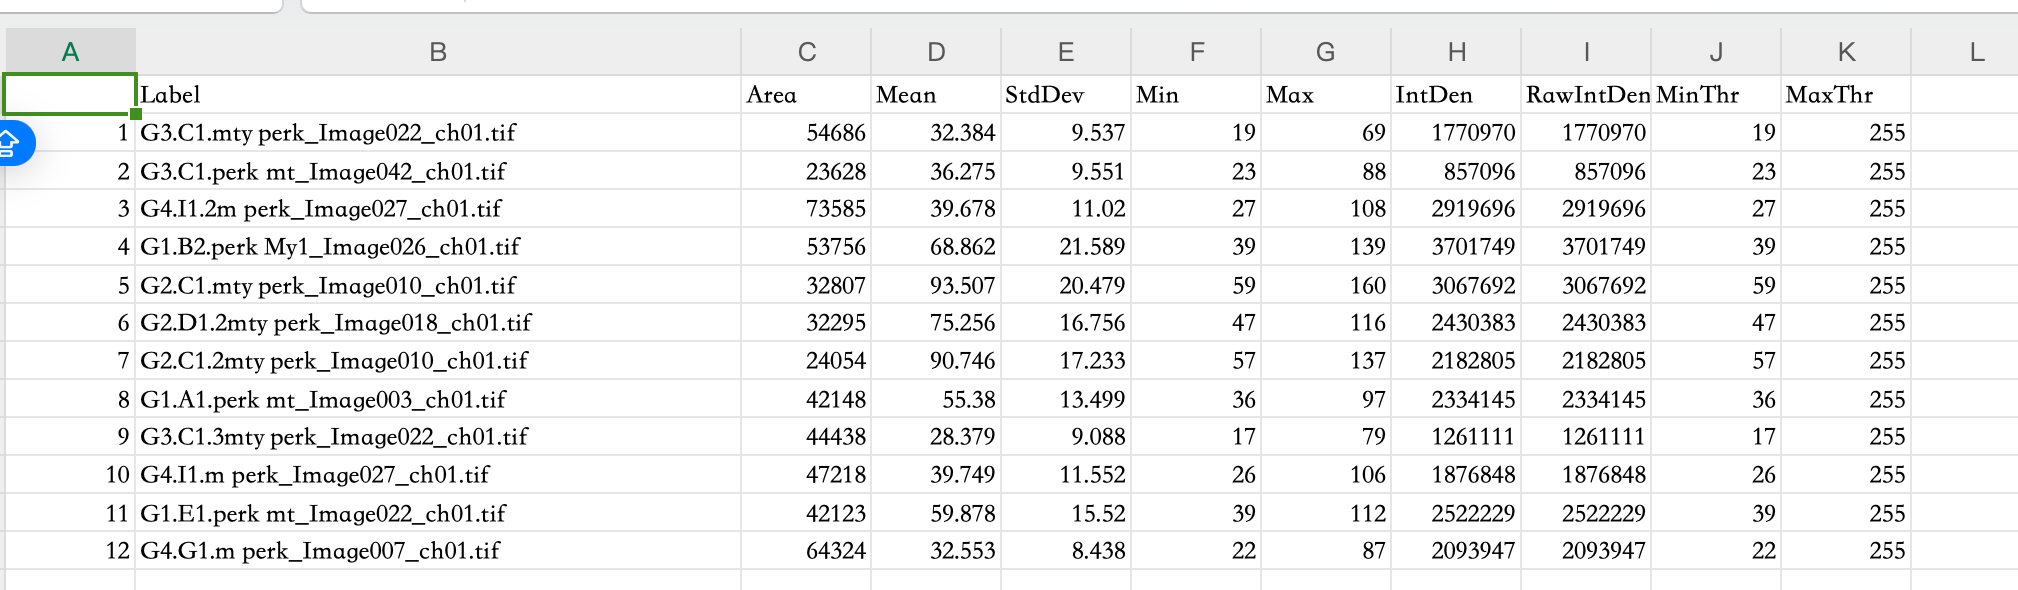 A B C D E F G H I J K L
Label Area Mean StdDev Min Max IntDen RawIntDen MinThr MaxThr
1 G3.C1.mty perk_Image022_ch01.tif 54686 32.384 9.537 19 69 1770970 1770970 19 255
2 G3.C1.perk mt_Image042_ch01.tif 23628 36.275 9.551 23 88 857096 857096 23 255
3 G4.I1.2m perk_Image027_ch01.tif 73585 39.678 11.02 27 108 2919696 2919696 27 255
4 G1.B2.perk My1_Image026_ch01.tif 53756 68.862 21.589 39 139 3701749 3701749 39 255
5 G2.C1.mty perk_Image010_ch01.tif 32807 93.507 20.479 59 160 3067692 3067692 59 255
6 G2.D1.2mty perk_Image018_ch01.tif 32295 75.256 16.756 47 116 2430383 2430383 47 255
7 G2.C1.2mty perk_Image010_ch01.tif 24054 90.746 17.233 57 137 2182805 2182805 57 255
8 G1.A1.perk mt_Image003_ch01.tif 42148 55.38 13.499 36 97 2334145 2334145 36 255
9 G3.C1.3mty perk_Image022_ch01.tif 44438 28.379 9.088 17 79 1261111 1261111 17 255
10 G4.I1.m perk_Image027_ch01.tif 47218 39.749 11.552 26 106 1876848 1876848 26 255
11 G1.E1.perk mt_Image022_ch01.tif 42123 59.878 15.52 39 112 2522229 2522229 39 255
12 G4.G1.m perk_Image007_ch01.tif 64324 32.553 8.438 22 87 2093947 2093947 22 255